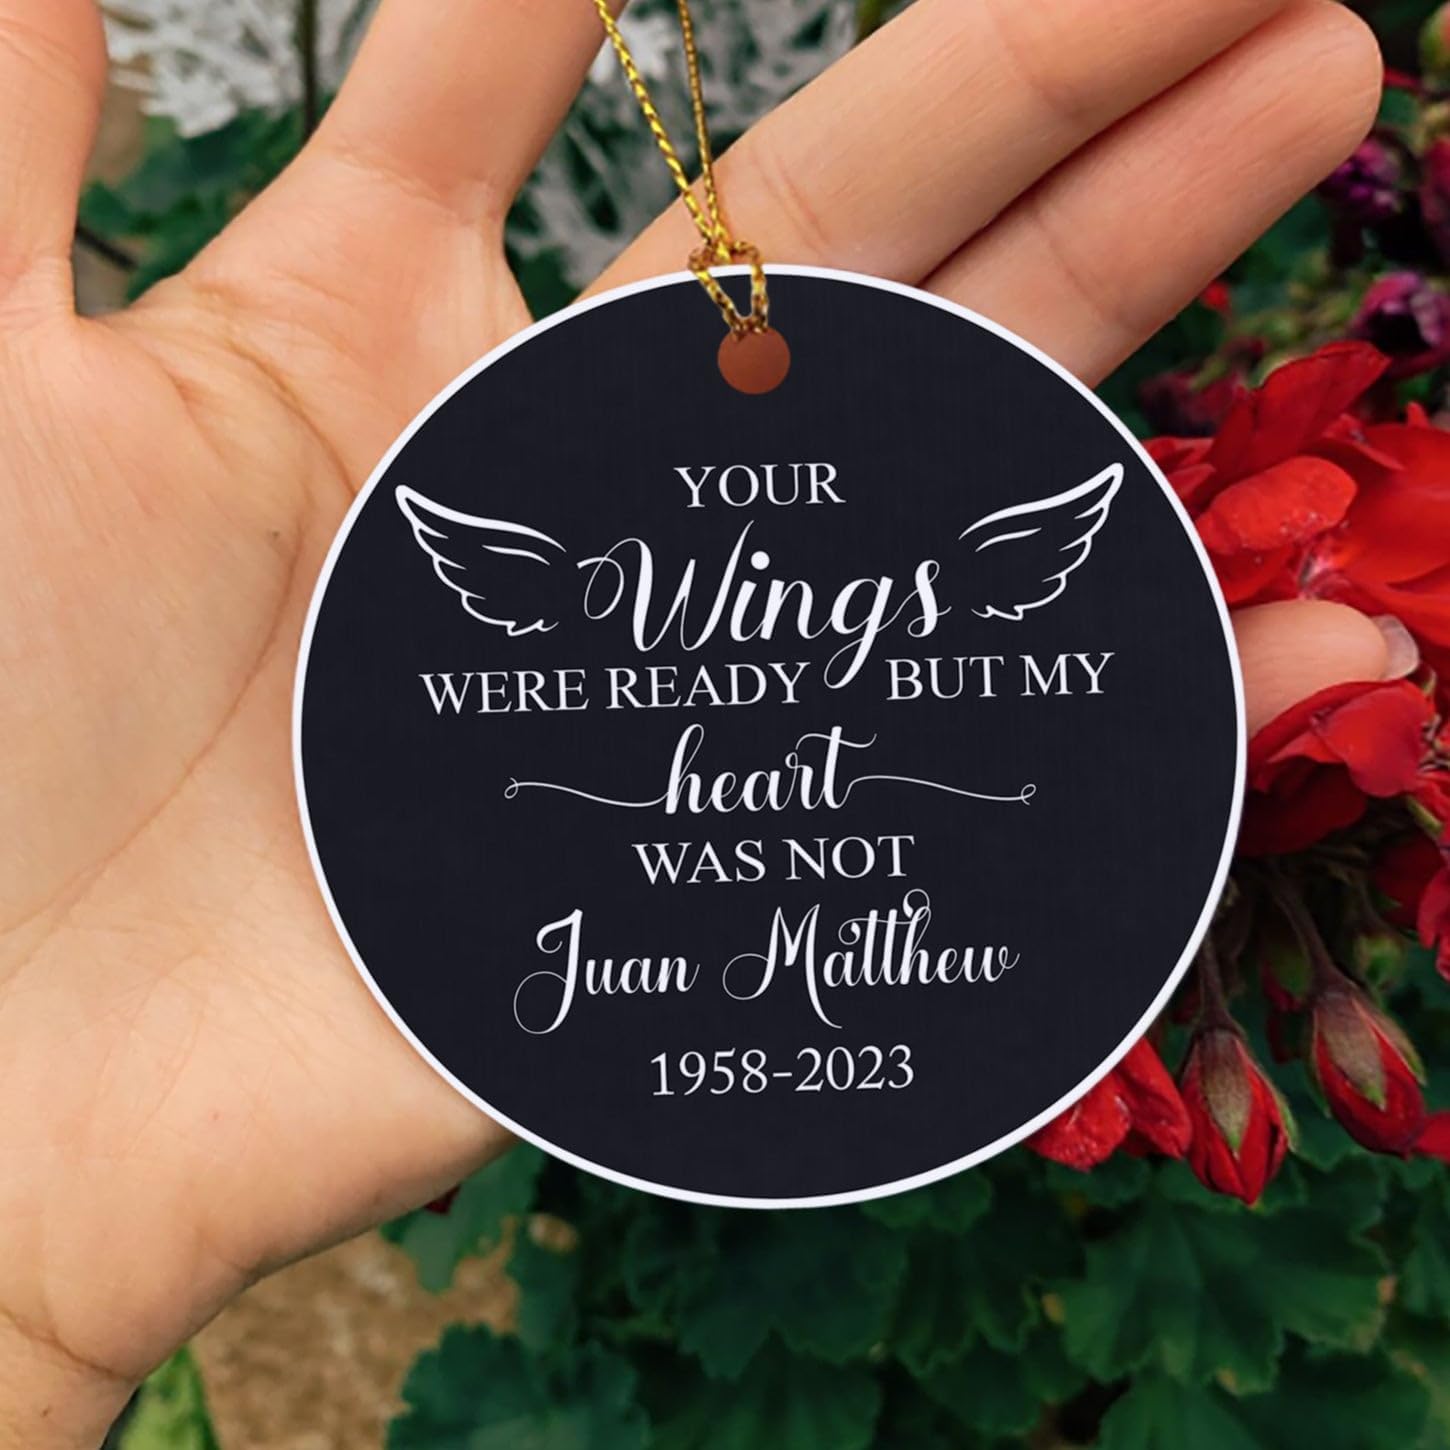 YOUR
Wings
WERE READY BUT MY
heart
WAS NOT
Juan Matthew
1958-2023